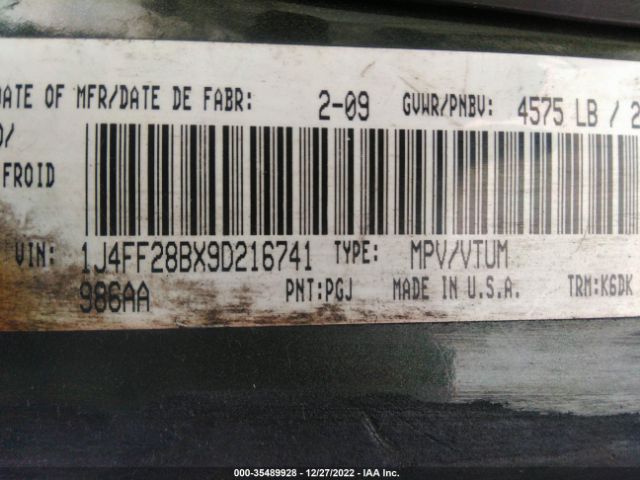 DATE OF MFR/DATE DE FABR: 2-09 GVWR/PNBV: 4575 LB / 2
/
FROID
VIN: 1J4FF28BX9D216741 TYPE: MPV/VTUM
986AA PNT:PGJ MADE IN U.S.A. TRM:K6DK
000-35489928 - 12/27/2022 - IAA Inc.